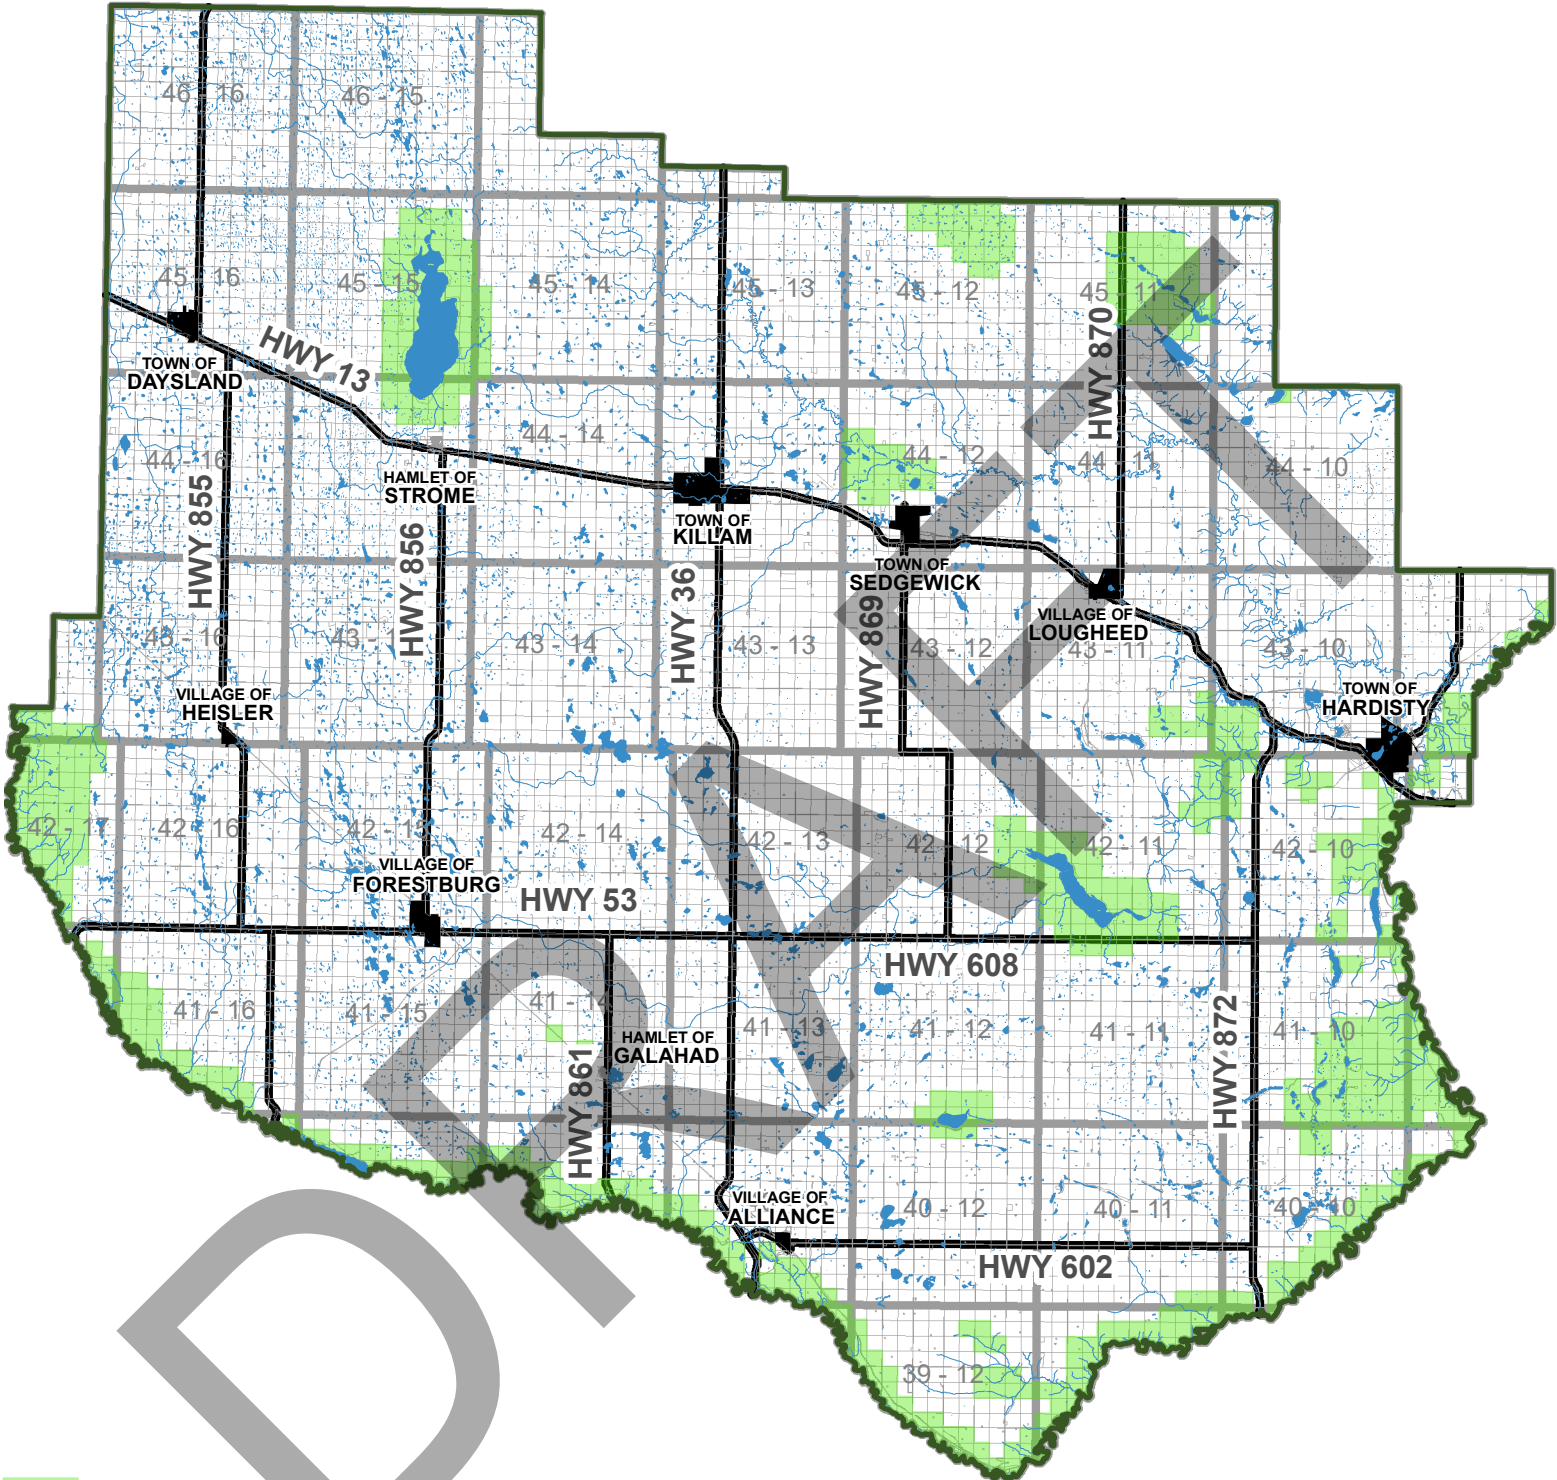 46 - 16
46 - 15
45 - 16
45 - 15
45 - 14
45 - 13
45 - 12
45 - 11
HWY 13
HWY 870
TOWN OF
DAYSLAND
44 - 16
44 - 14
44 - 12
44 - 11
44 - 10
HAMLET OF
STROME
HWY 855
HWY 856
TOWN OF
KILLAM
HWY 36
TOWN OF
SEDGEWICK
HWY 869
VILLAGE OF
LOUGHEED
43 - 16
43 - 1
43 - 14
43 - 13
43 - 12
43 - 11
43 - 10
VILLAGE OF
HEISLER
TOWN OF
HARDISTY
42 - 17
42 - 16
42 - 15
42 - 14
42 - 13
42 - 12
42 - 11
42 - 10
VILLAGE OF
FORESTBURG
HWY 53
HWY 608
41 - 16
41 - 15
41 - 14
41 - 13
41 - 12
41 - 11
41 - 10
HAMLET OF
GALAHAD
HWY 861
HWY 872
VILLAGE OF
ALLIANCE
40 - 12
40 - 11
40 - 10
HWY 602
39 - 12
DRAFT